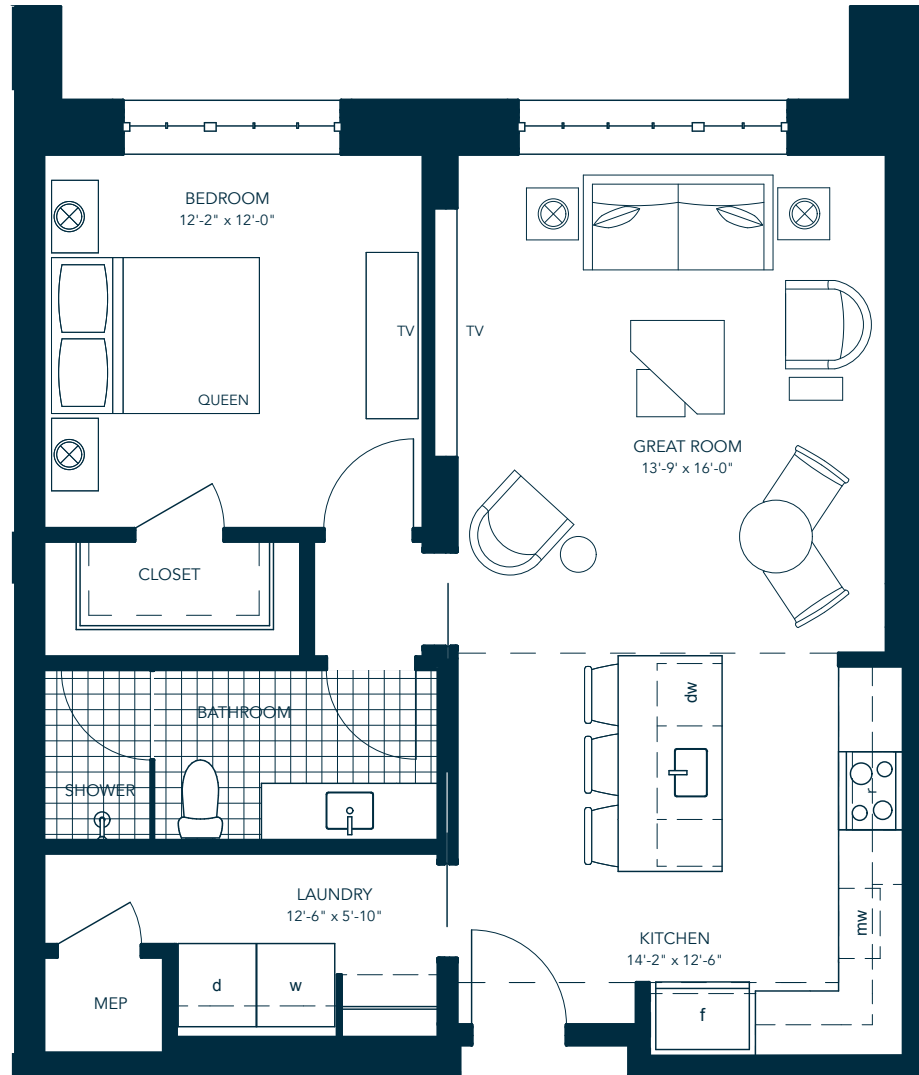 BEDROOM
12'-2" x 12'-0"
TV
TV
QUEEN
GREAT ROOM
13'-9' x 16'-0"
CLOSET
dw
BATHROOM
SHOWER
r
LAUNDRY
12'-6" x 5'-10"
mw
KITCHEN
14'-2" x 12'-6"
d
w
MEP
f